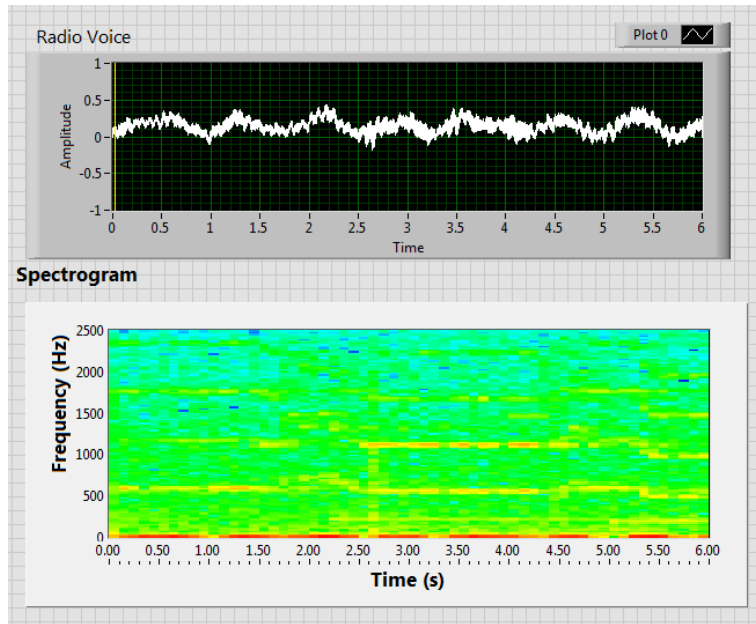 Radio Voice
Plot 0
1
0.5
0
-0.5
-1
Amplitude
0 0.5 1 1.5 2 2.5 3 3.5 4 4.5 5 5.5 6
Time
Spectrogram
2500
2000
1500
1000
500
0
Frequency (Hz)
0.00 0.50 1.00 1.50 2.00 2.50 3.00 3.50 4.00 4.50 5.00 5.50 6.00
Time (s)